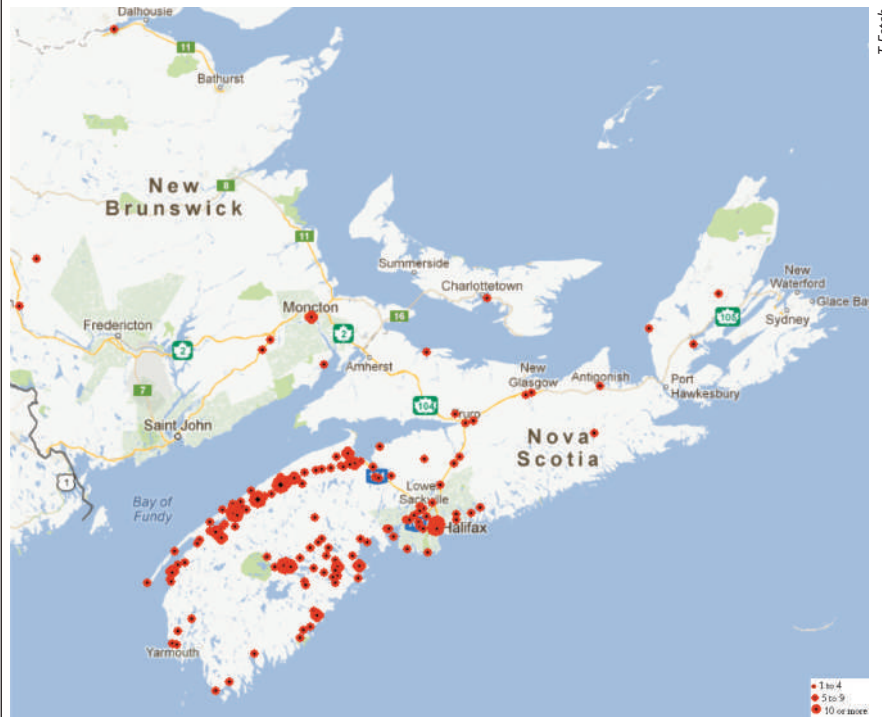 Dalhousie
11
Bathurst
New
Brunswick
8
11
Summerside
Charlottetown
New
Waterford
Glace Bay
Sydney
105
Moncton
16
Fredericton
2
2
Amherst
New
Glasgow
Antigonish
Port
Hawkesbury
7
104
Truro
Saint John
Nova
Scotia
1
Bay of
Fundy
Lower
Sackville
Halifax
Yarmouth
1 to 4
5 to 9
10 or more